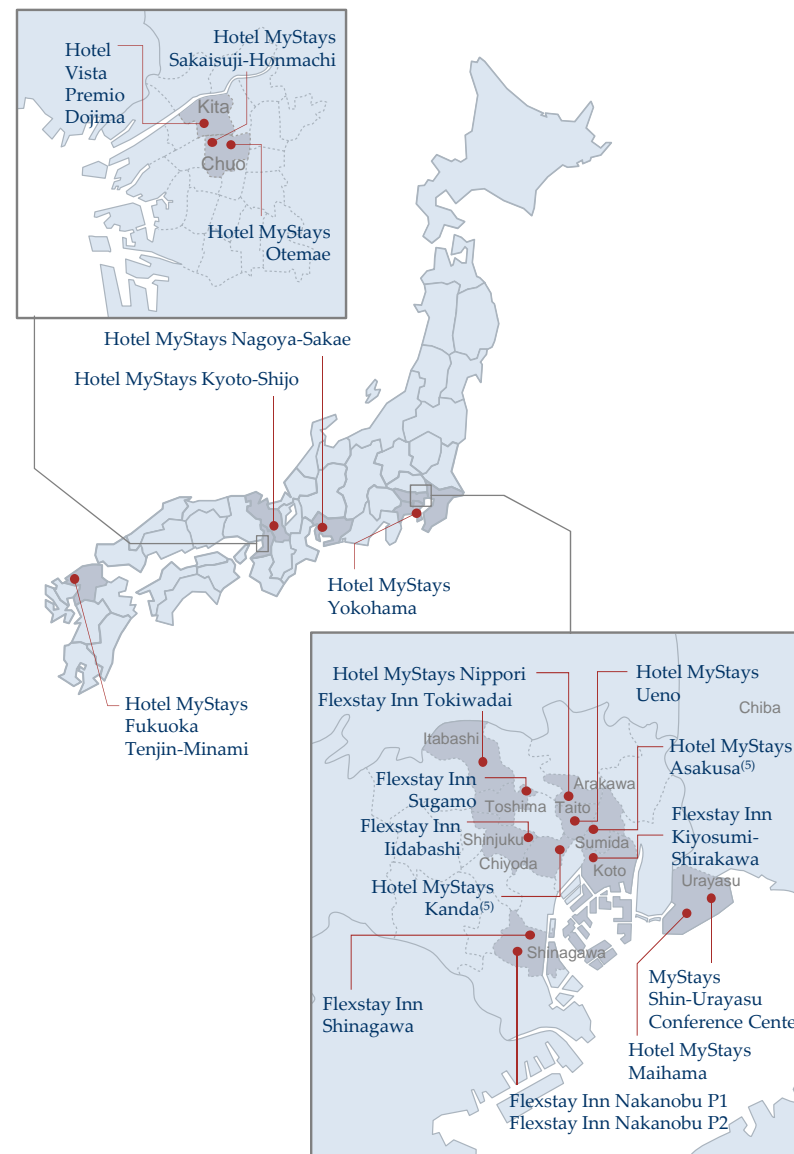 Hotel
Vista
Premio
Dojima
Hotel MyStays
Sakaisuji-Honmachi
Kita
Chuo
Hotel MyStays
Otemae
Hotel MyStays Nagoya-Sakae
Hotel MyStays Kyoto-Shijo
Hotel MyStays
Yokohama
Hotel MyStays
Fukuoka
Tenjin-Minami
Hotel MyStays Nippori
Flexstay Inn Tokiwadai
Hotel MyStays
Ueno
Chiba
Itabashi
Hotel MyStays
Asakusa(5)
Flexstay Inn
Sugamo
Toshima
Arakawa
Taito
Flexstay Inn
Iidabashi
Shinjuku
Chiyoda
Sumida
Koto
Flexstay Inn
Kiyosumi-
Shirakawa
Hotel MyStays
Kanda(5)
Urayasu
Shinagawa
Flexstay Inn
Shinagawa
MyStays
Shin-Urayasu
Conference Cente
Hotel MyStays
Maihama
Flexstay Inn Nakanobu P1
Flexstay Inn Nakanobu P2